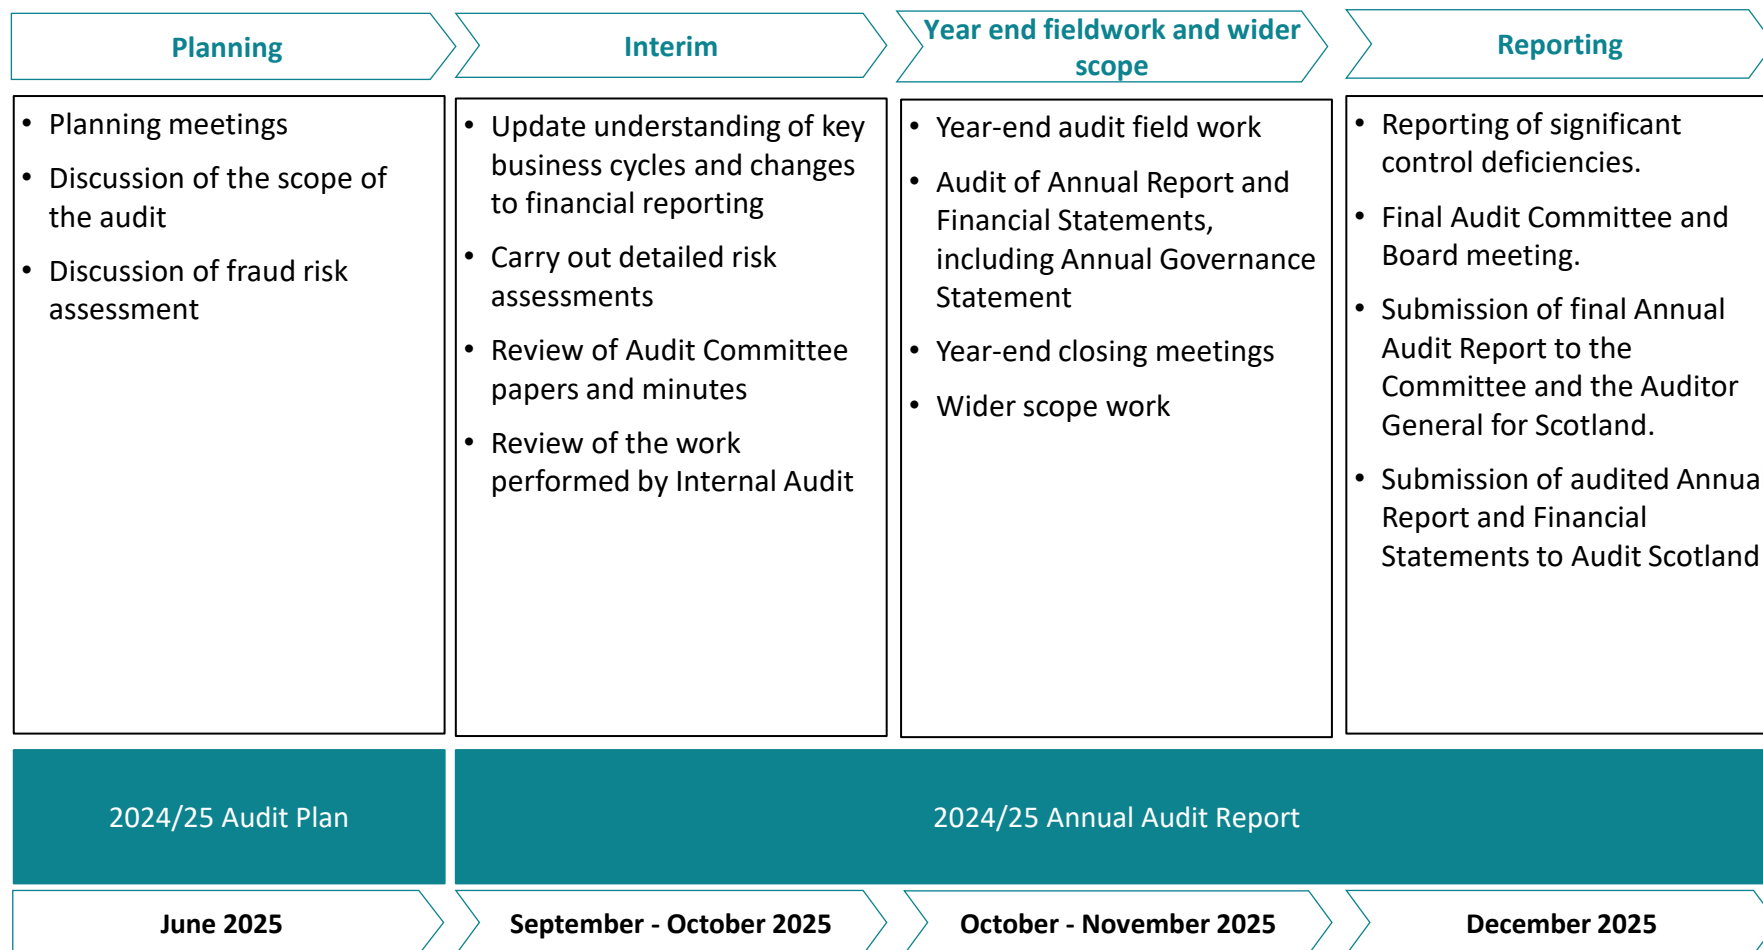 Planning
Interim
Year end fieldwork and wider
scope
Reporting
• Planning meetings
• Discussion of the scope of
the audit
• Discussion of fraud risk
assessment
• Update understanding of key
business cycles and changes
to financial reporting
• Carry out detailed risk
assessments
• Review of Audit Committee
papers and minutes
• Review of the work
performed by Internal Audit
• Year-end audit field work
• Audit of Annual Report and
Financial Statements,
including Annual Governance
Statement
• Year-end closing meetings
• Wider scope work
• Reporting of significant
control deficiencies.
• Final Audit Committee and
Board meeting.
• Submission of final Annual
Audit Report to the
Committee and the Auditor
General for Scotland.
• Submission of audited Annua
Report and Financial
Statements to Audit Scotland
2024/25 Audit Plan
2024/25 Annual Audit Report
June 2025
September - October 2025
October - November 2025
December 2025